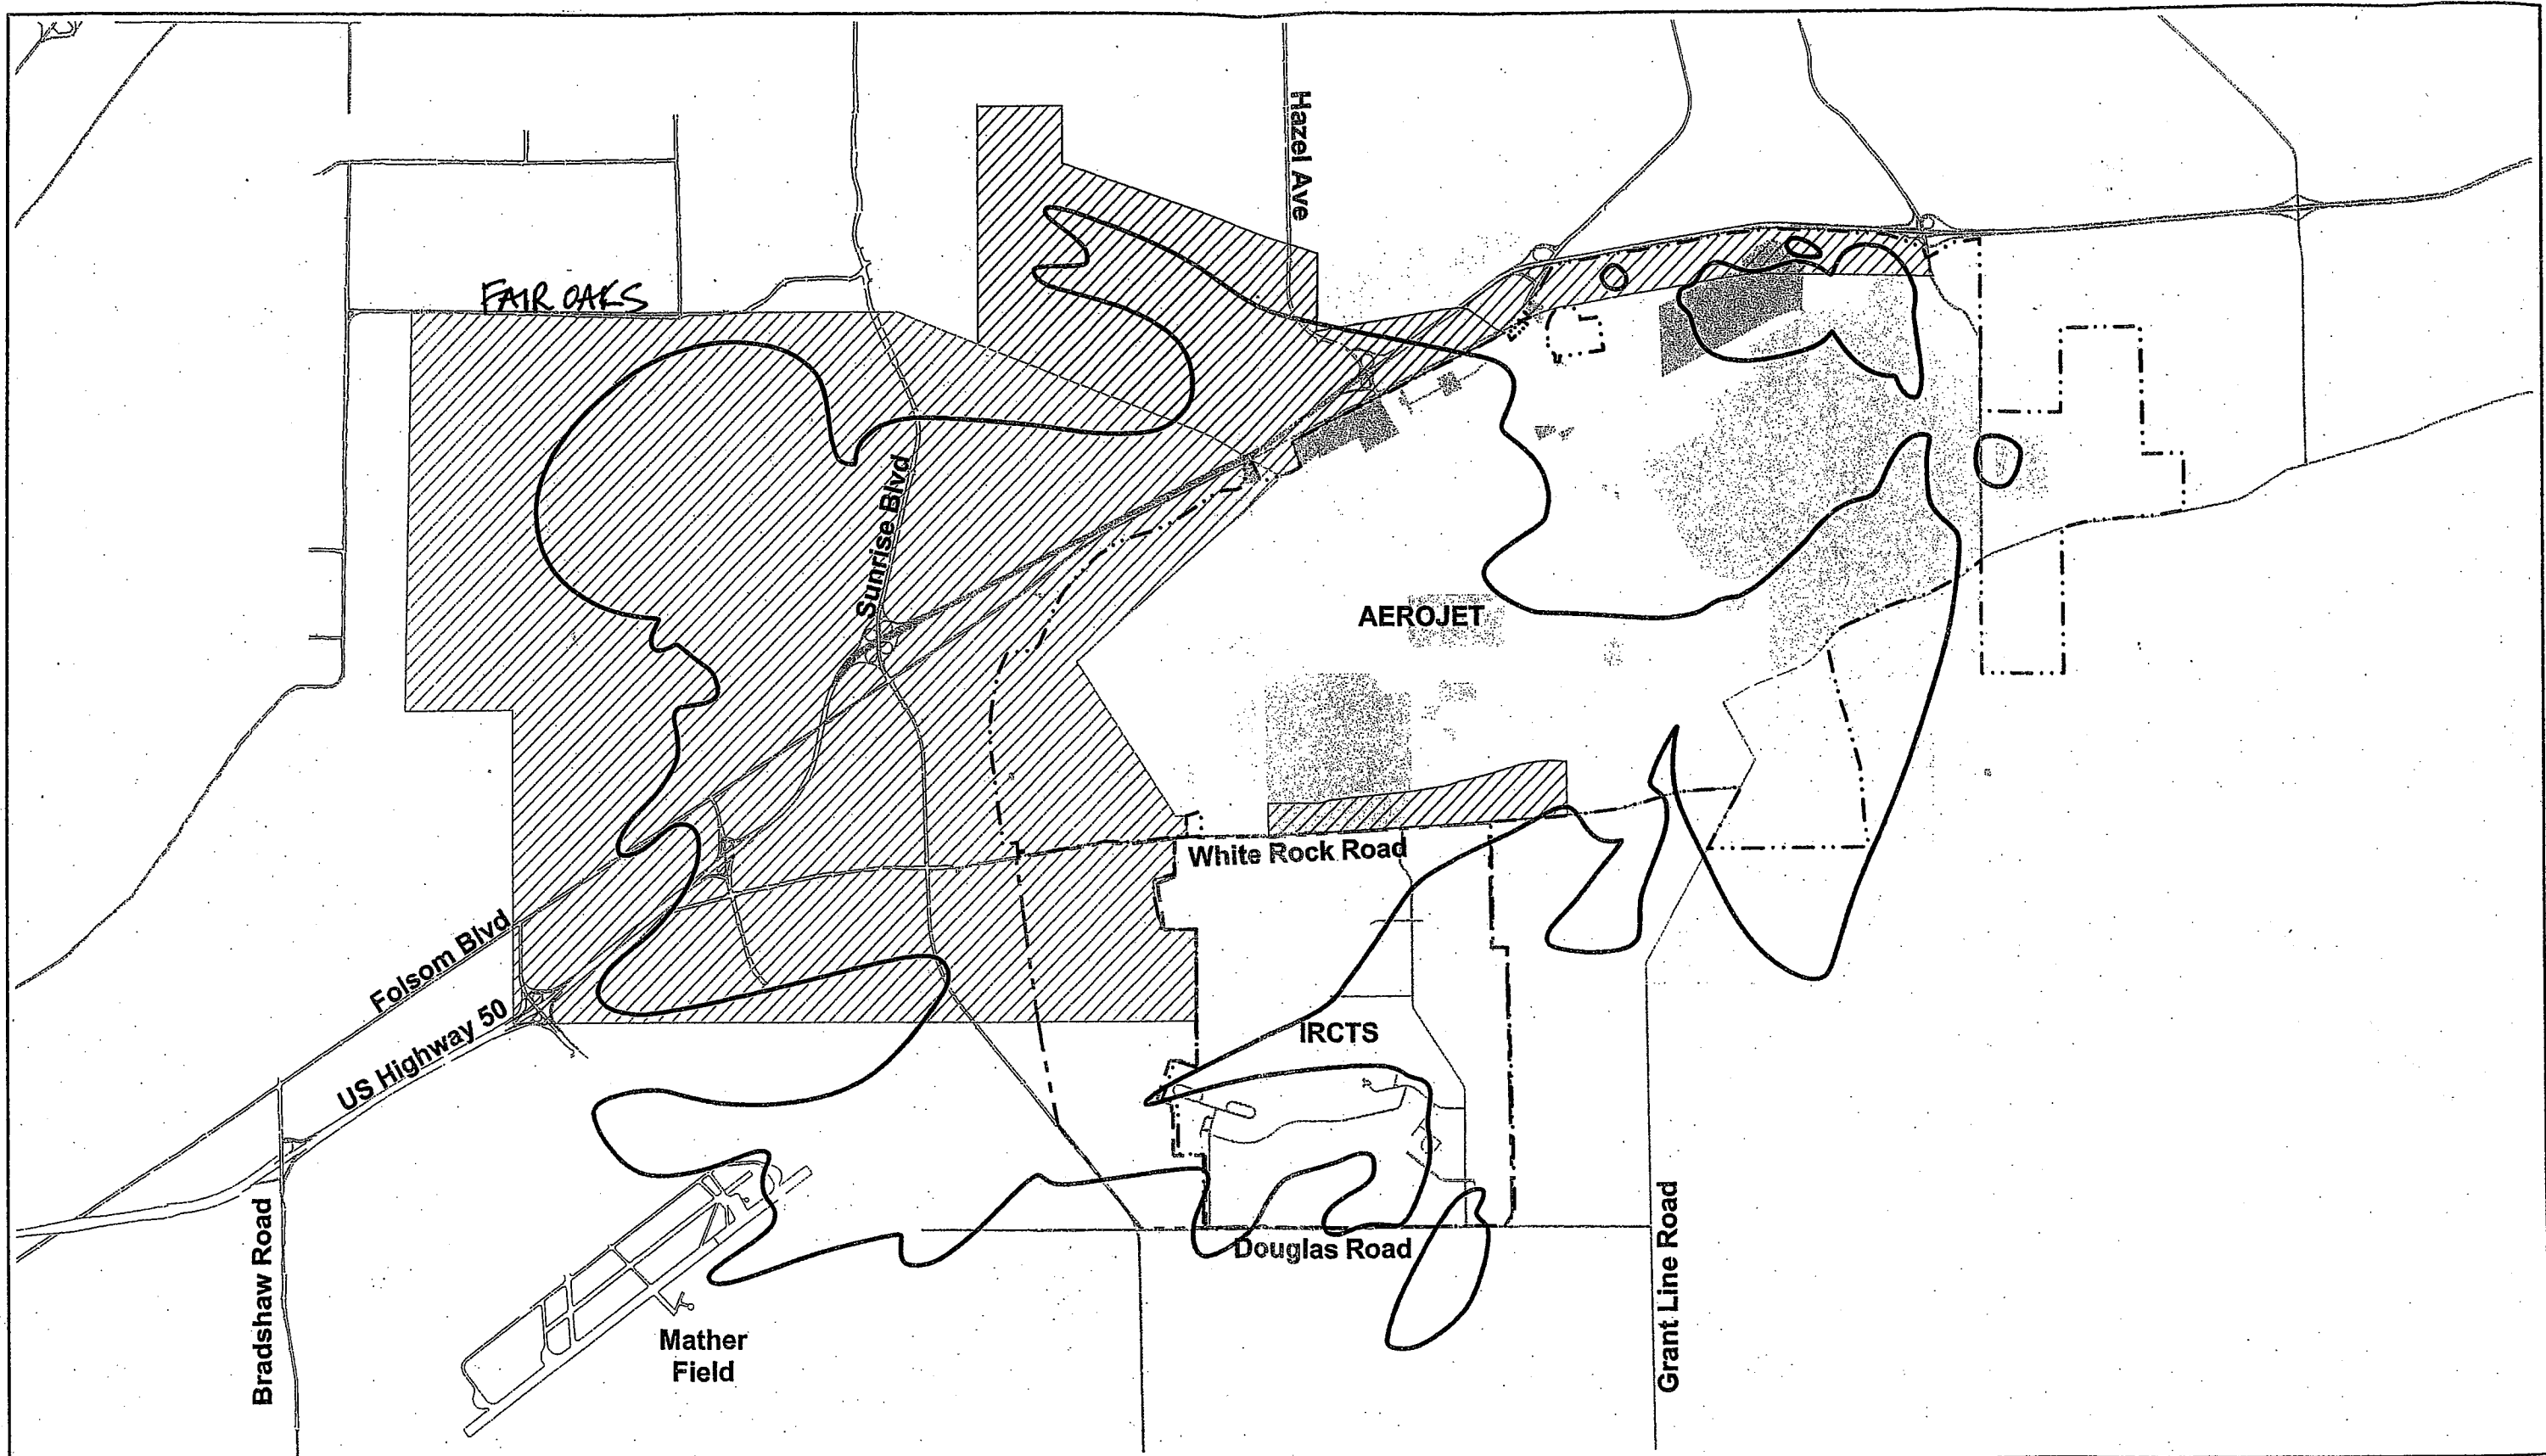 Hazel Ave
FAIR OAKS
Sunrise Blvd
AEROJET
White Rock Road
Folsom Blvd
US Highway 50
IRCTS
Bradshaw Road
Douglas Road
Grant Line Road
Mather
Field